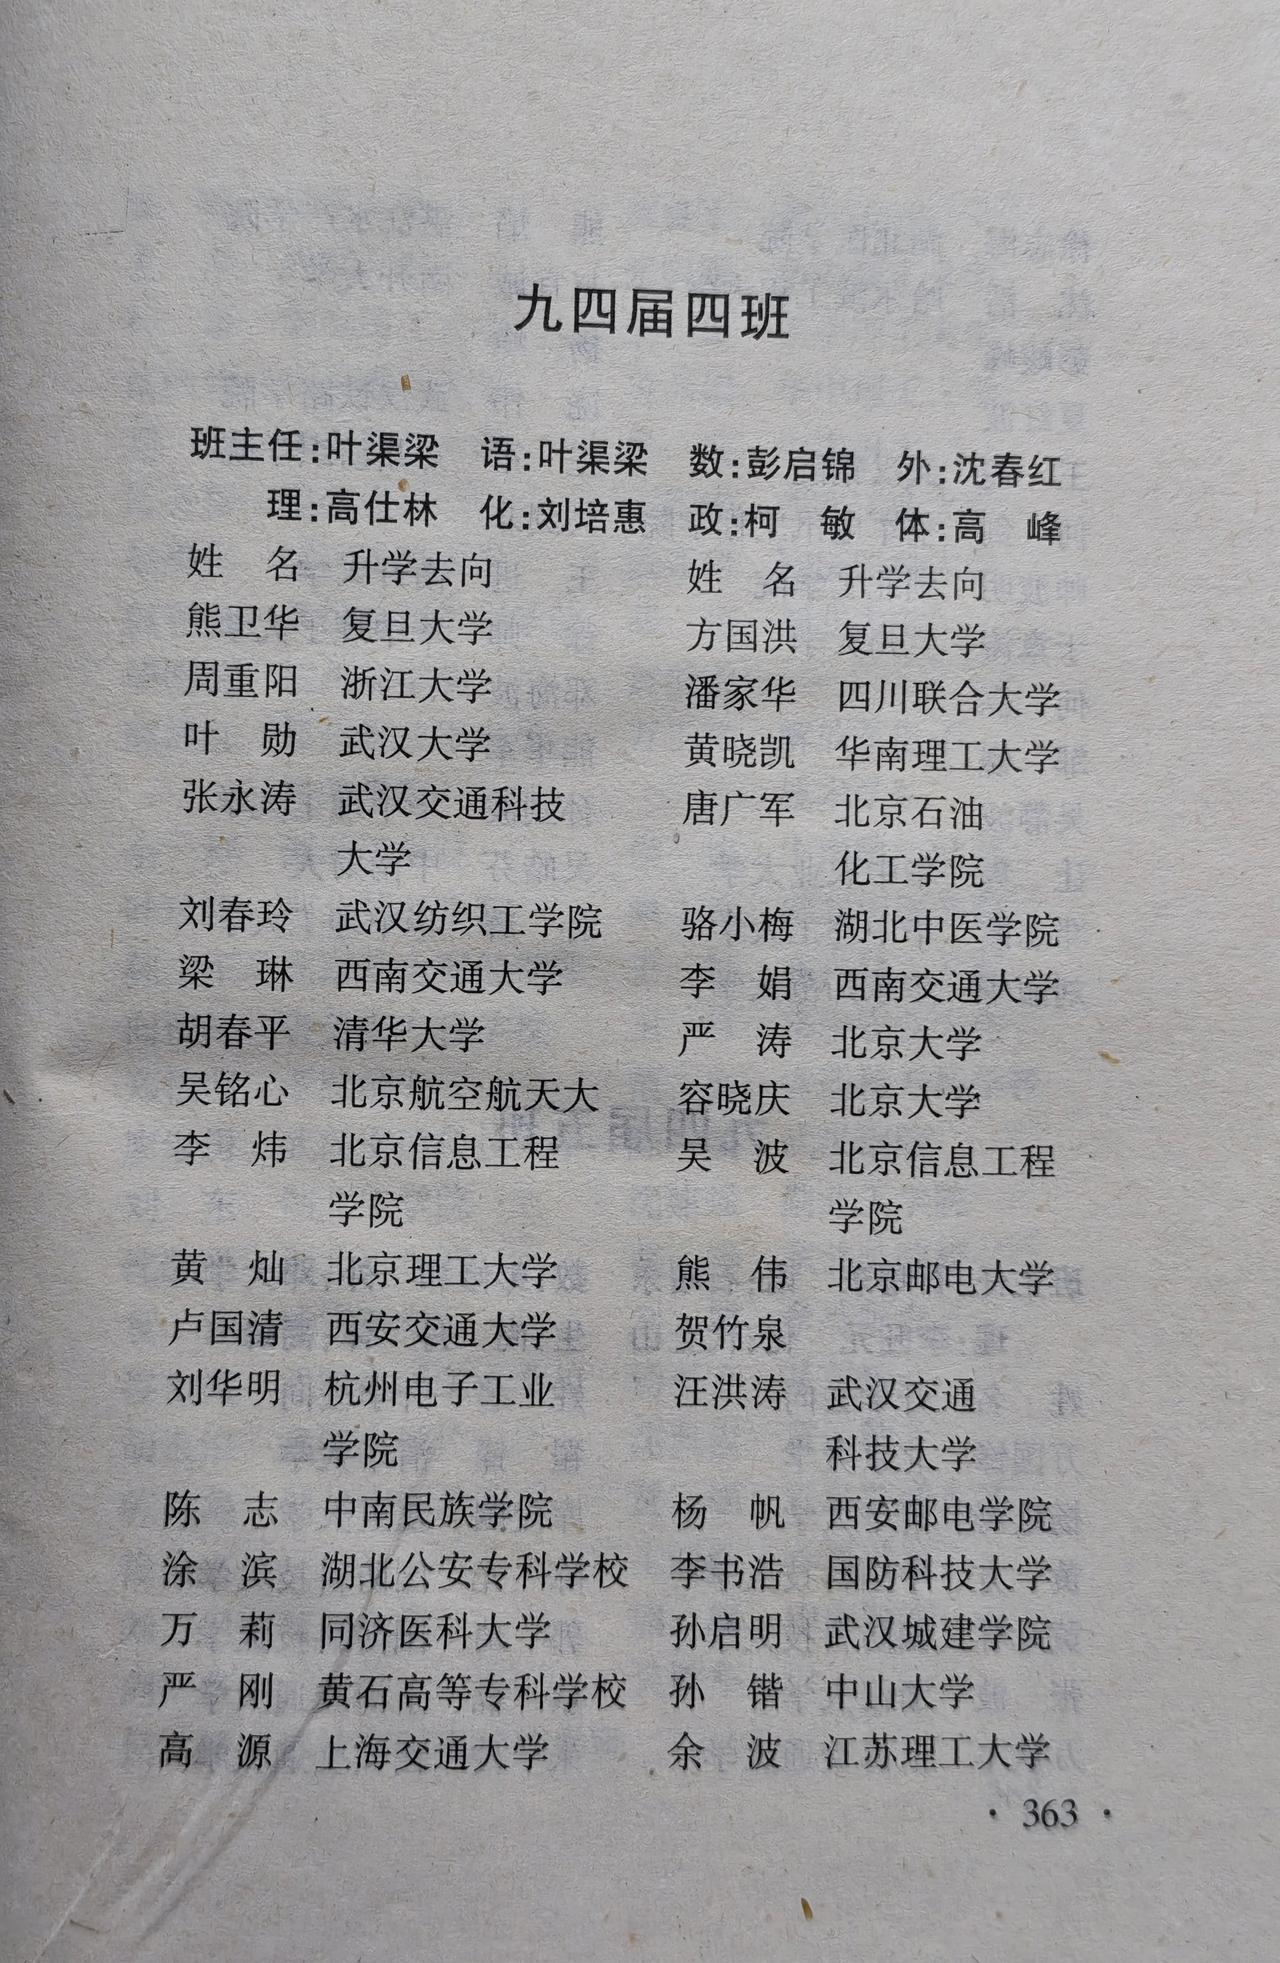 九四届四班
班主任:叶渠梁 语:叶渠梁 数:彭启锦 外:沈春红
理:高仕林 化:刘培惠 政:柯 敏 体:高 峰
姓 名 升学去向 姓 名 升学去向
熊卫华 复旦大学 方国洪 复旦大学
周重阳 浙江大学 潘家华 四川联合大学
叶 勋 武汉大学 黄晓凯 华南理工大学
张永涛 武汉交通科技 唐广军 北京石油
大学 化工学院
刘春玲 武汉纺织工学院 骆小梅 湖北中医学院
梁 琳 西南交通大学 李 娟 西南交通大学
胡春平 清华大学 严 涛 北京大学
吴铭心 北京航空航天大 容晓庆 北京大学
李 炜 北京信息工程 吴 波 北京信息工程
学院 学院
黄 灿 北京理工大学 熊 伟 北京邮电大学
卢国清 西安交通大学 贺竹泉
刘华明 杭州电子工业 汪洪涛 武汉交通
学院 科技大学
陈 志 中南民族学院 杨 帆 西安邮电学院
涂 滨 湖北公安专科学校 李书浩 国防科技大学
万 莉 同济医科大学 孙启明 武汉城建学院
严 刚 黄石高等专科学校 孙 锴 中山大学
高 源 上海交通大学 余 波 江苏理工大学
· 363 ·